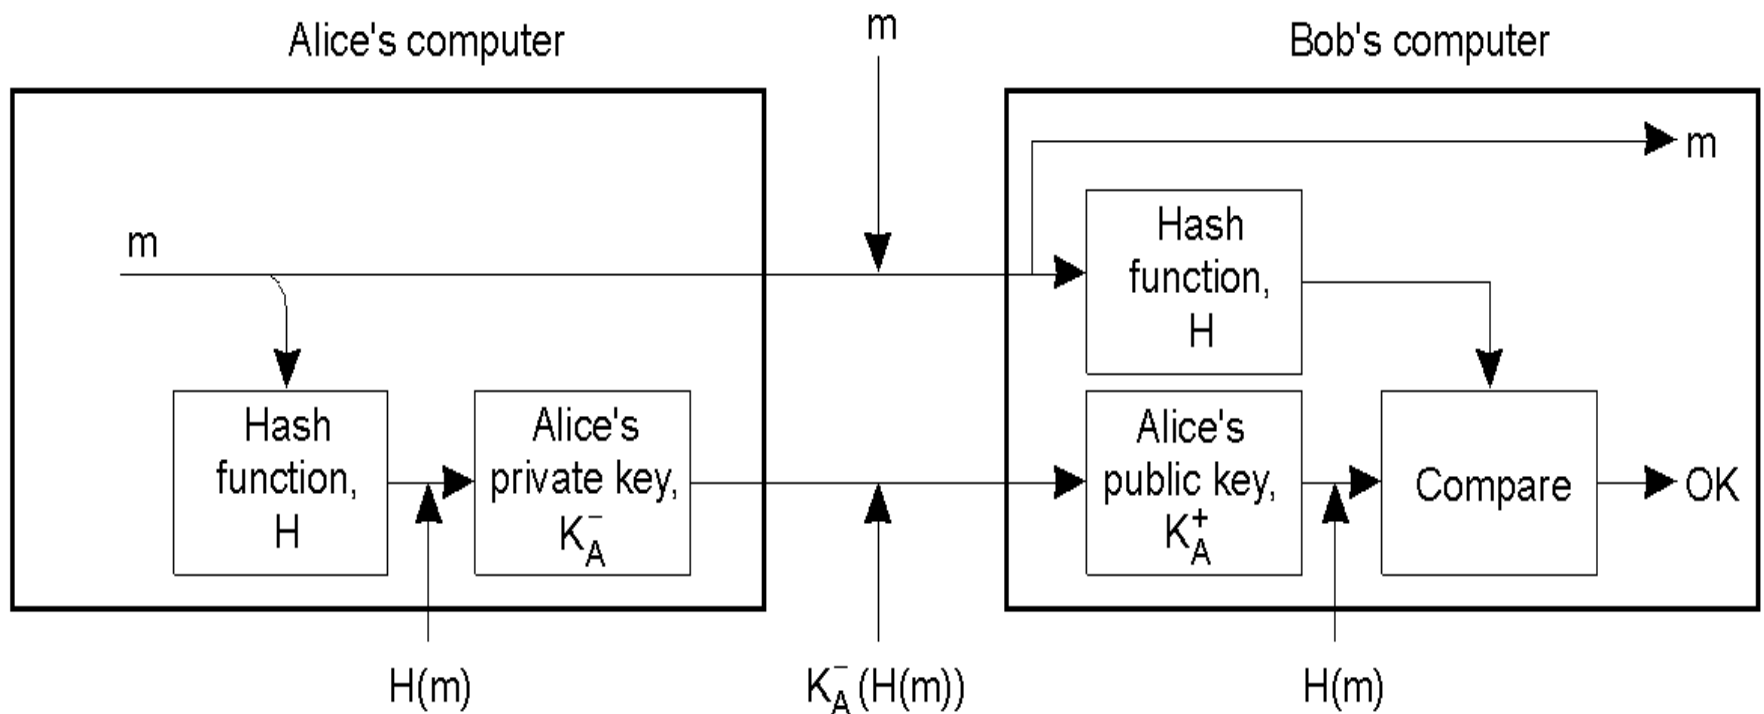 Alice's computer
m
Bob's computer
m
m
Hash
function,
H
Hash
function,
H
Alice's
private key,
K_A^-
Alice's
public key,
K_A^+
Compare
OK
H(m)
K_A^-(H(m))
H(m)